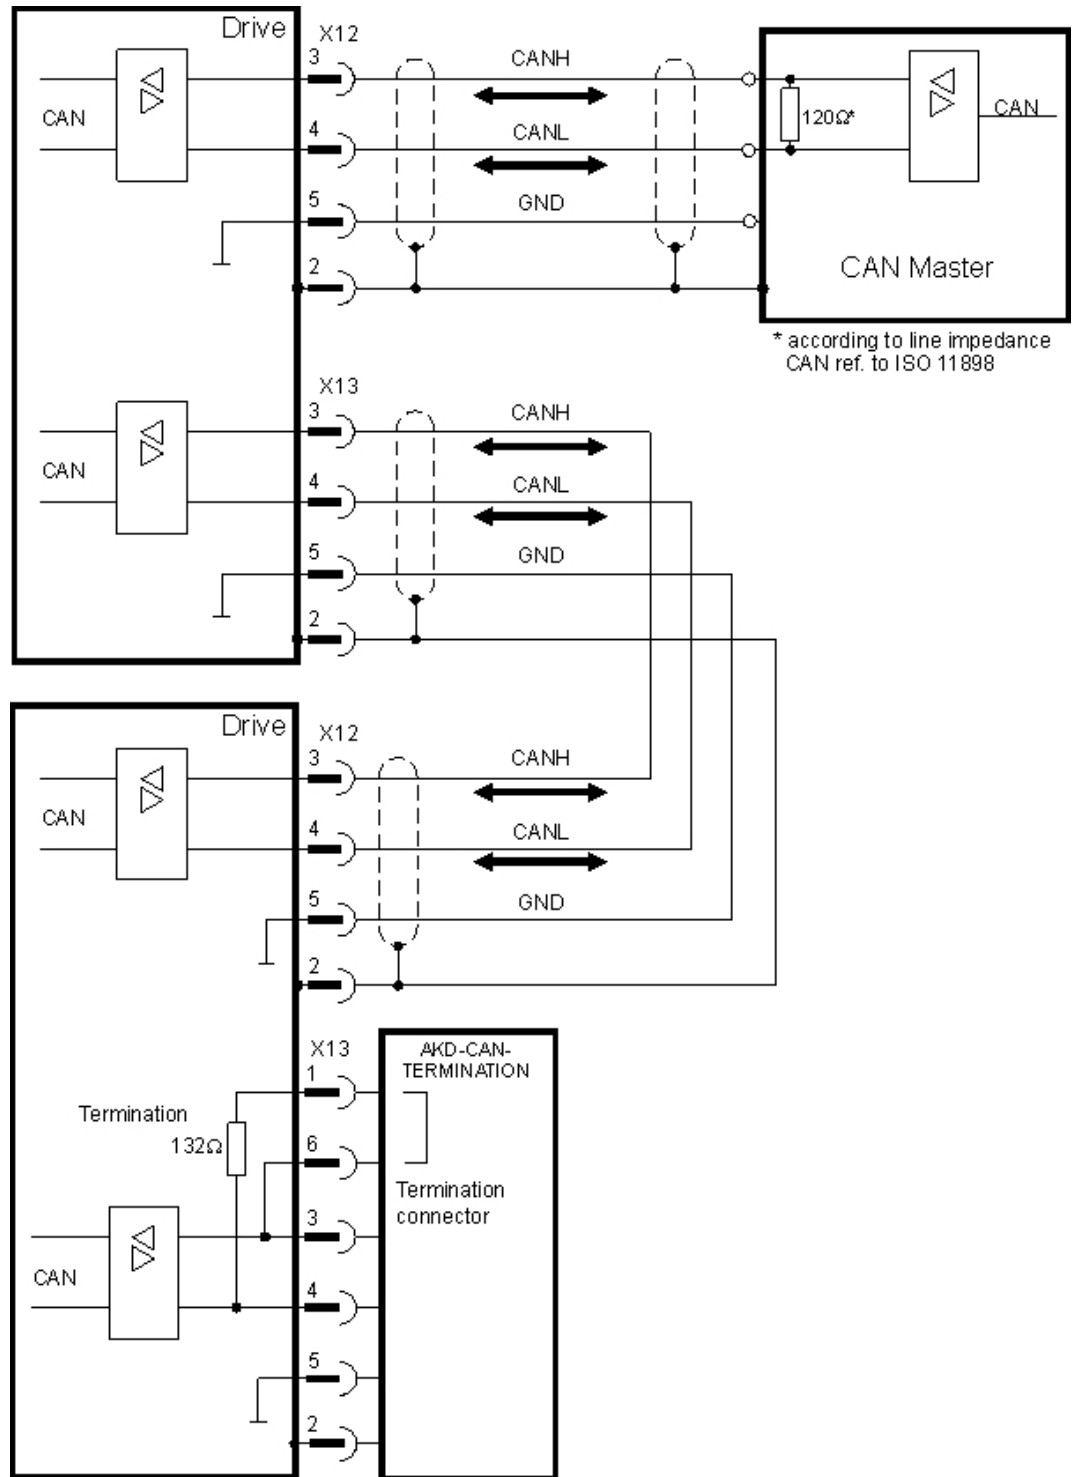 Drive
X12
3
CANH
CAN
120Ω*
CAN
4
CANL
5
GND
2
CAN Master
* according to line impedance
CAN ref. to ISO 11898
X13
3
CANH
CAN
4
CANL
5
GND
2
Drive
X12
3
CANH
CAN
4
CANL
5
GND
2
X13
AKD-CAN-
TERMINATION
1
Termination
132Ω
6
Termination
connector
3
CAN
4
5
2